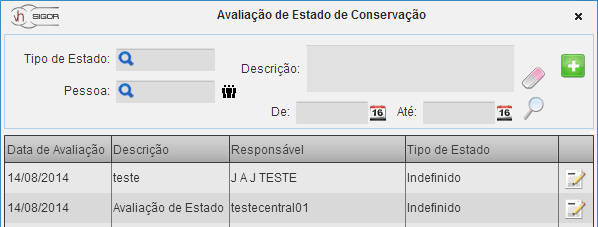 vh SIGOR
Avaliação de Estado de Conservação
x
Tipo de Estado:
Descrição:
Pessoa:
De: 16 Até: 16
Data de Avaliação Descrição Responsável Tipo de Estado
14/08/2014 teste J A J TESTE Indefinido
14/08/2014 Avaliação de Estado testecentral01 Indefinido